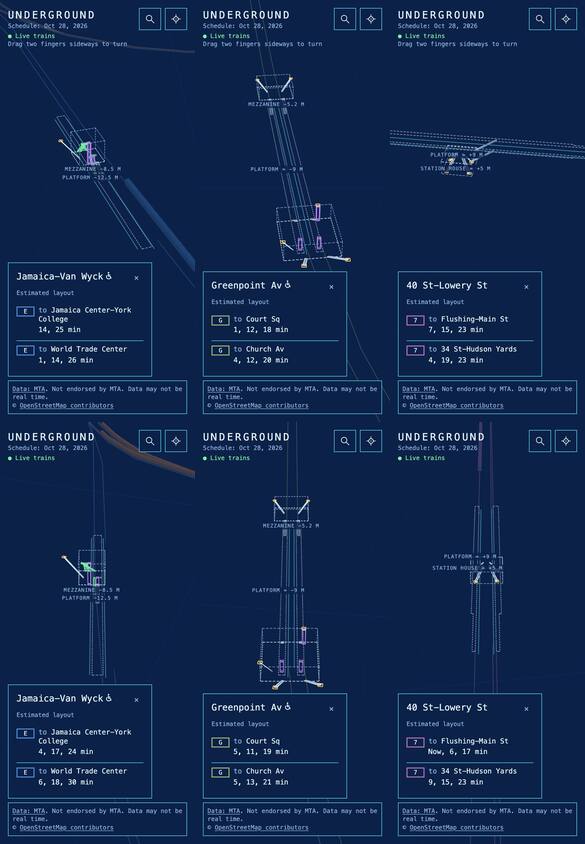 UNDERGROUND
Schedule: Oct 28, 2026
● Live trains
Drag two fingers sideways to turn
MEZZANINE -8.5 M
PLATFORM -12.5 M
Jamaica-Van Wyck ♿ ×
Estimated layout
E to Jamaica Center-York
College
14, 25 min
E to World Trade Center
1, 14, 26 min
Data: MTA. Not endorsed by MTA. Data may not be
real time.
© OpenStreetMap contributors
UNDERGROUND
Schedule: Oct 28, 2026
● Live trains
Drag two fingers sideways to turn
MEZZANINE -5.2 M
PLATFORM ≈ -9 M
Greenpoint Av ♿ ×
Estimated layout
G to Court Sq
1, 12, 18 min
G to Church Av
4, 12, 20 min
Data: MTA. Not endorsed by MTA. Data may not be
real time.
© OpenStreetMap contributors
UNDERGROUND
Schedule: Oct 28, 2026
● Live trains
Drag two fingers sideways to turn
PLATFORM ≈ +9 M
STATION HOUSE ≈ +5 M
40 St-Lowery St ×
Estimated layout
7 to Flushing-Main St
7, 15, 23 min
7 to 34 St-Hudson Yards
4, 19, 23 min
Data: MTA. Not endorsed by MTA. Data may not be
real time.
© OpenStreetMap contributors
UNDERGROUND
Schedule: Oct 28, 2026
● Live trains
MEZZANINE -8.5 M
PLATFORM -12.5 M
Jamaica-Van Wyck ♿ ×
Estimated layout
E to Jamaica Center-York
College
4, 17, 24 min
E to World Trade Center
6, 18, 30 min
Data: MTA. Not endorsed by MTA. Data may not be
real time.
© OpenStreetMap contributors
UNDERGROUND
Schedule: Oct 28, 2026
● Live trains
MEZZANINE -5.2 M
PLATFORM ≈ -9 M
Greenpoint Av ♿ ×
Estimated layout
G to Court Sq
5, 11, 19 min
G to Church Av
5, 13, 21 min
Data: MTA. Not endorsed by MTA. Data may not be
real time.
© OpenStreetMap contributors
UNDERGROUND
Schedule: Oct 28, 2026
● Live trains
PLATFORM ≈ +9 M
STATION HOUSE ≈ +5 M
40 St-Lowery St ×
Estimated layout
7 to Flushing-Main St
Now, 6, 17 min
7 to 34 St-Hudson Yards
9, 15, 23 min
Data: MTA. Not endorsed by MTA. Data may not be
real time.
© OpenStreetMap contributors